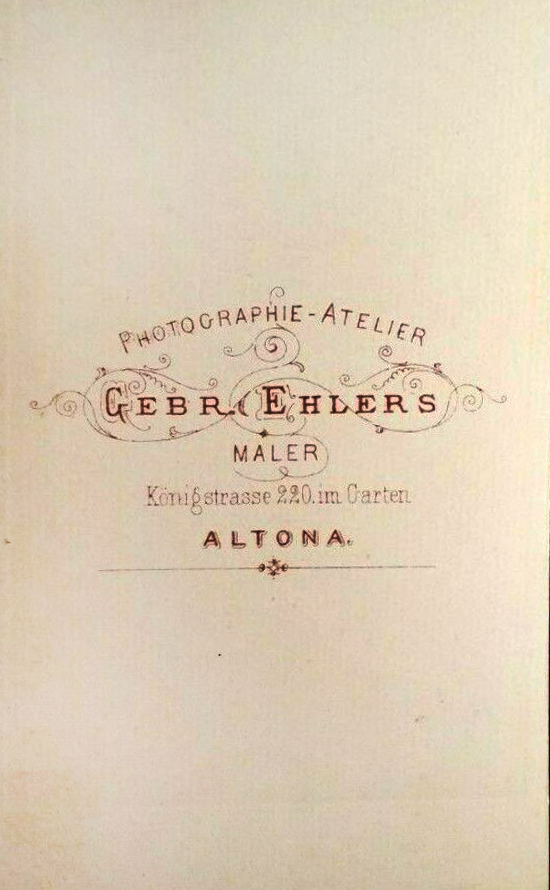 PHOTOGRAPHIE-ATELIER
GEBR. EHLERS
MALER
Königstrasse 220. im Garten
ALTONA.